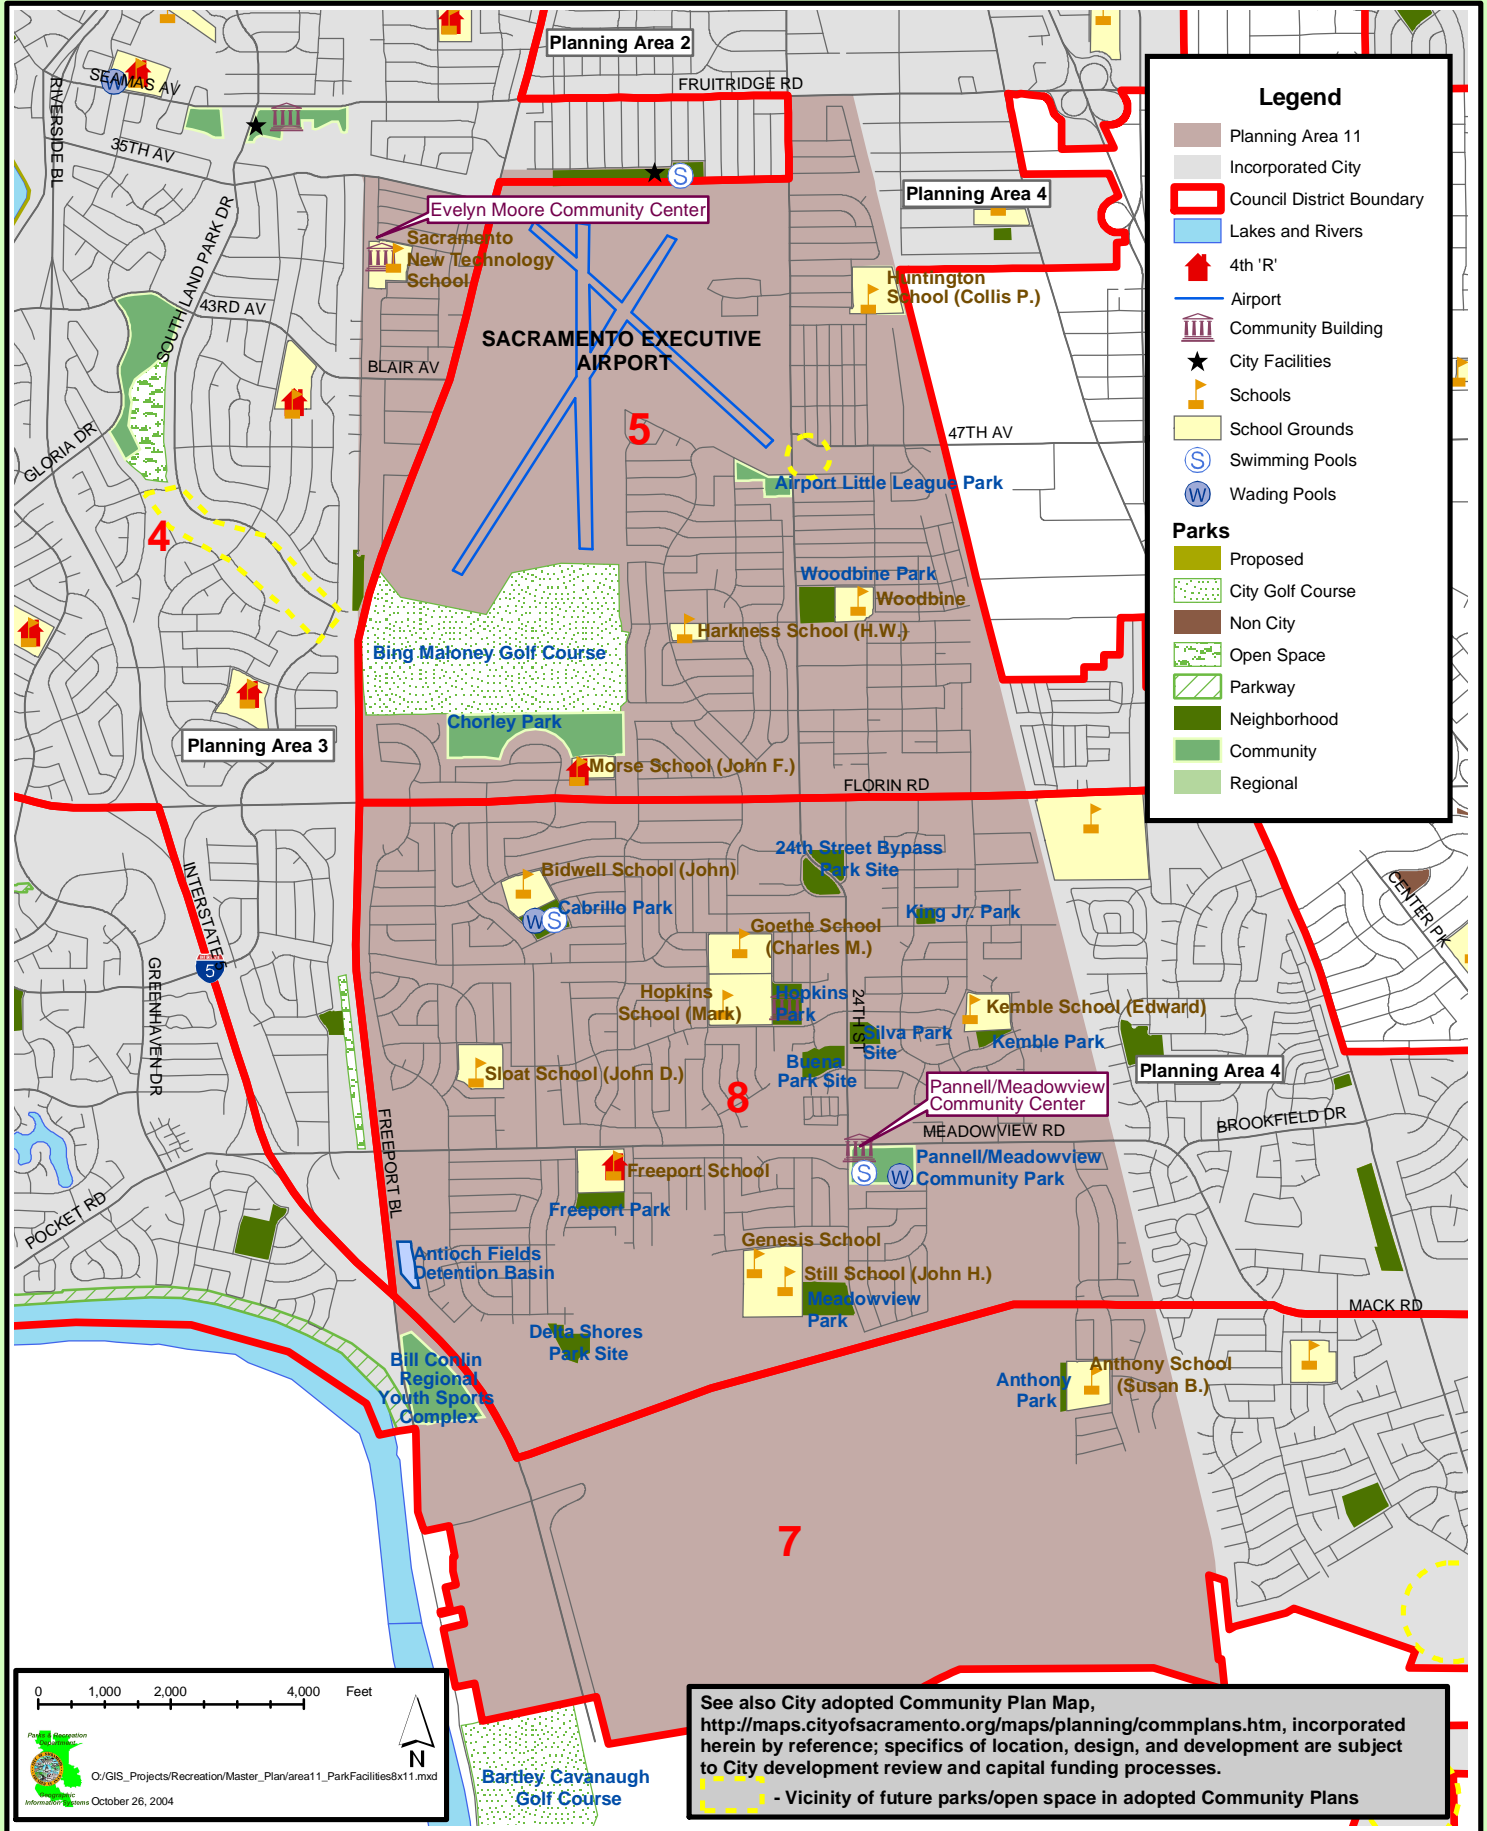 Planning Area 2
FRUITRIDGE RD
SEAMAS AV
W
RIVERSIDE BL
35TH AV
S
Planning Area 4
SOUTH LAND PARK DR
Evelyn Moore Community Center
Sacramento
New Technology
School
Huntington
School (Collis P.)
43RD AV
SACRAMENTO EXECUTIVE
AIRPORT
BLAIR AV
5
47TH AV
GLORIA DR
Airport Little League Park
4
Woodbine Park
Woodbine
Harkness School (H.W.)
Bing Maloney Golf Course
Chorley Park
Planning Area 3
Morse School (John F.)
FLORIN RD
24th Street Bypass
Park Site
Bidwell School (John)
INTERSTATE 5
5
Cabrillo Park
W
S
King Jr. Park
CENTER PK
Goethe School
(Charles M.)
GREENHAVEN DR
Hopkins
School (Mark)
Hopkins
Park
24TH ST
Kemble School (Edward)
Silva Park
Site
Kemble Park
Buena
Park Site
Sloat School (John D.)
Planning Area 4
8
Pannell/Meadowview
Community Center
BROOKFIELD DR
MEADOWVIEW RD
FREEPORT BL
Freeport School
S
W
Pannell/Meadowview
Community Park
Freeport Park
POCKET RD
Antioch Fields
Detention Basin
Genesis School
Still School (John H.)
Meadowview
Park
MACK RD
Delta Shores
Park Site
Bill Conlin
Regional
Youth Sports
Complex
Anthony School
(Susan B.)
Anthony
Park
7
Bartley Cavanaugh
Golf Course
Legend
Planning Area 11
Incorporated City
Council District Boundary
Lakes and Rivers
4th 'R'
Airport
Community Building
City Facilities
Schools
School Grounds
S Swimming Pools
W Wading Pools
Parks
Proposed
City Golf Course
Non City
Open Space
Parkway
Neighborhood
Community
Regional
0 1,000 2,000 4,000 Feet
N
Parks & Recreation
Department
Geographic
Information Systems
O:/GIS_Projects/Recreation/Master_Plan/area11_ParkFacilities8x11.mxd
October 26, 2004
See also City adopted Community Plan Map,
http://maps.cityofsacramento.org/maps/planning/commplans.htm, incorporated
herein by reference; specifics of location, design, and development are subject
to City development review and capital funding processes.
- Vicinity of future parks/open space in adopted Community Plans